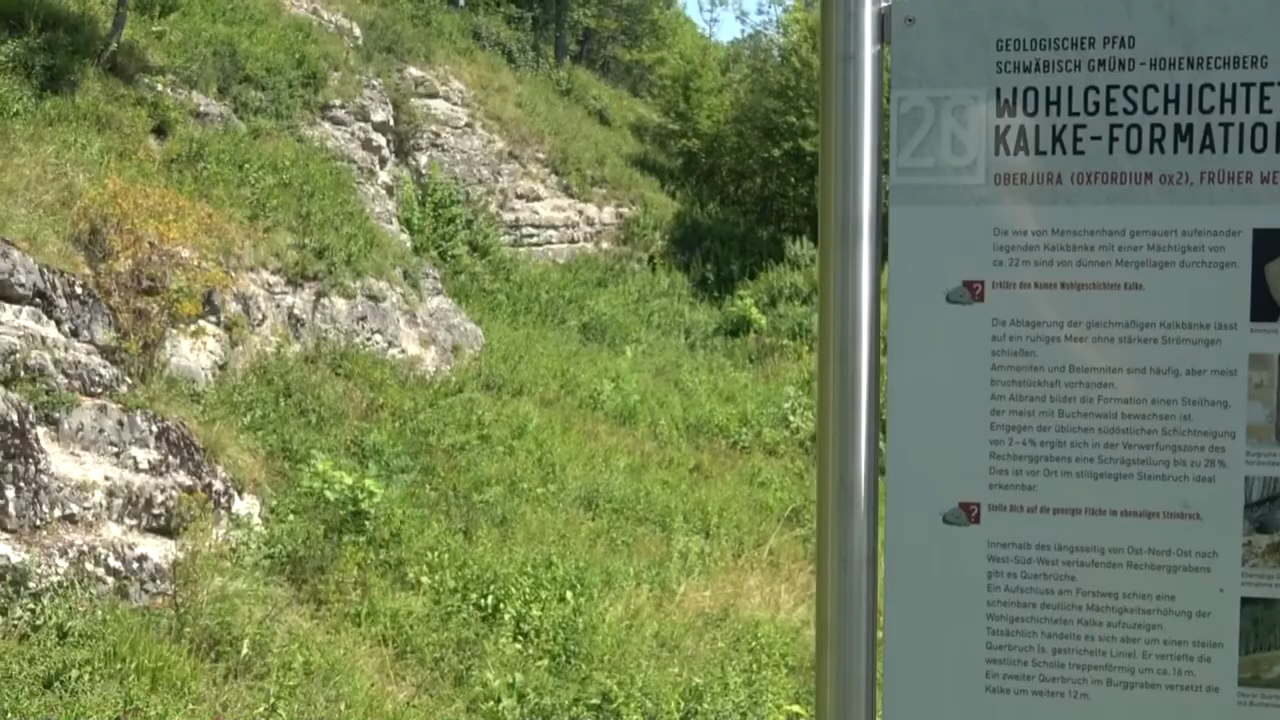 GEOLOGISCHER PFAD
SCHWÄBISCH GMÜND-HOHENRECHBERG
28
WOHLGESCHICHTE
KALKE-FORMATIO
OBERJURA (OXFORDIUM ox2), FRÜHER WE
Die wie von Menschenhand gemauert aufeinander
liegenden Kalkbänke mit einer Mächtigkeit von
ca. 22 m sind von dünnen Mergellagen durchzogen.
?
Erkläre den Namen Wohlgeschichtete Kalke.
Die Ablagerung der gleichmäßigen Kalkbänke lässt
auf ein ruhiges Meer ohne stärkere Strömungen
schließen.
Ammoniten und Belemniten sind häufig, aber meist
bruchstückhaft vorhanden.
Am Albrand bildet die Formation einen Steilhang,
der meist mit Buchenwald bewachsen ist.
Entgegen der üblichen südöstlichen Schichtneigung
von 2-4% ergibt sich in der Verwerfungszone des
Rechberggrabens eine Schrägstellung bis zu 28%.
Dies ist vor Ort im stillgelegten Steinbruch ideal
erkennbar.
?
Stelle Dich auf die geneigte Fläche im ehemaligen Steinbruch.
Innerhalb des längsseitig von Ost-Nord-Ost nach
West-Süd-West verlaufenden Rechberggrabens
gibt es Querbrüche.
Ein Aufschluss am Forstweg schien eine
scheinbare deutliche Mächtigkeitserhöhung der
Wohlgeschichteten Kalke aufzuzeigen.
Tatsächlich handelte es sich aber um einen steilen
Querbruch (s. gestrichelte Linie). Er vertiefte die
westliche Scholle treppenförmig um ca. 16 m.
Ein zweiter Querbruch im Burggraben versetzt die
Kalke um weitere 12 m.